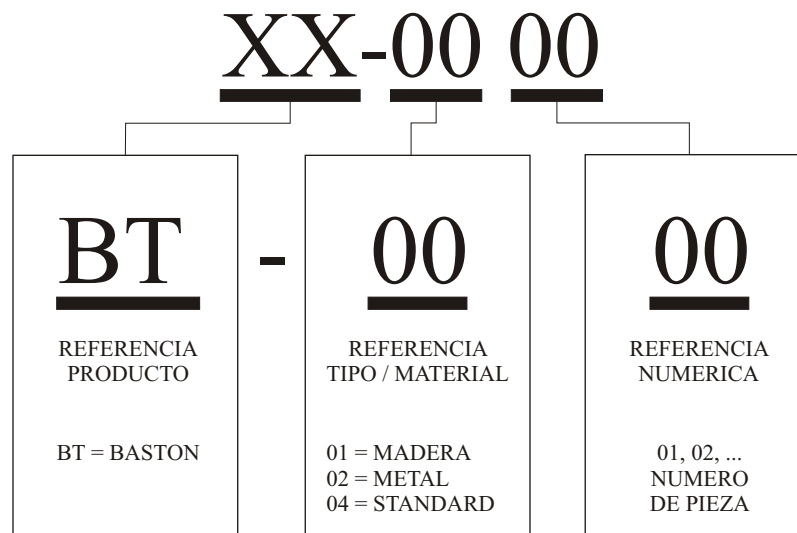 XX-00 00
BT - 00 00
REFERENCIA
PRODUCTO
BT = BASTON
REFERENCIA
TIPO / MATERIAL
01 = MADERA
02 = METAL
04 = STANDARD
REFERENCIA
NUMERICA
01, 02, ...
NUMERO
DE PIEZA